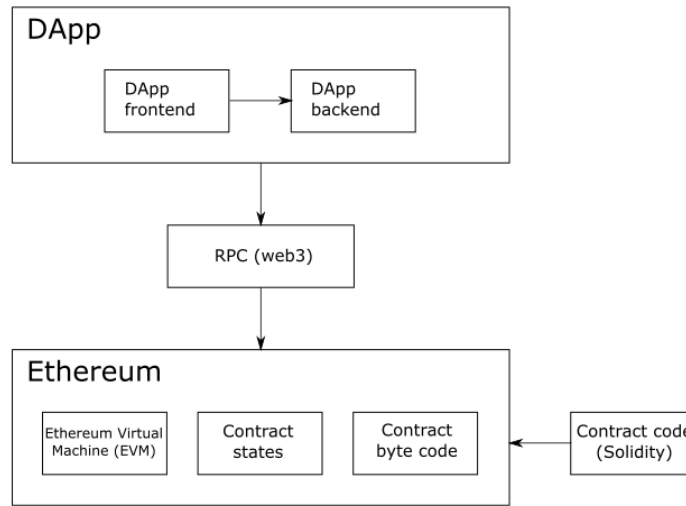 DApp
DApp
frontend
DApp
backend
RPC (web3)
Ethereum
Ethereum Virtual
Machine (EVM)
Contract
states
Contract
byte code
Contract code
(Solidity)